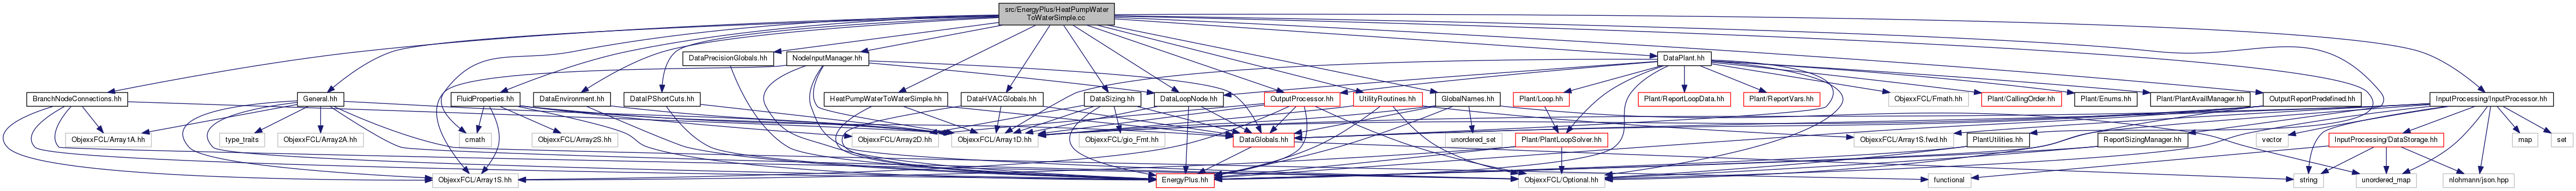 src/EnergyPlus/HeatPumpWater
ToWaterSimple.cc
DataPrecisionGlobals.hh
NodeInputManager.hh
DataPlant.hh
BranchNodeConnections.hh
General.hh
FluidProperties.hh
DataEnvironment.hh
DataIPShortCuts.hh
HeatPumpWaterToWaterSimple.hh
DataHVACGlobals.hh
DataSizing.hh
DataLoopNode.hh
OutputProcessor.hh
UtilityRoutines.hh
GlobalNames.hh
Plant/Loop.hh
Plant/ReportLoopData.hh
Plant/ReportVars.hh
ObjexxFCL/Fmath.hh
Plant/CallingOrder.hh
Plant/Enums.hh
Plant/PlantAvailManager.hh
OutputReportPredefined.hh
InputProcessing/InputProcessor.hh
ObjexxFCL/Array1A.hh
type_traits
ObjexxFCL/Array2A.hh
cmath
ObjexxFCL/Array2S.hh
ObjexxFCL/Array2D.hh
ObjexxFCL/Array1D.hh
ObjexxFCL/gio_Fmt.hh
DataGlobals.hh
unordered_set
Plant/PlantLoopSolver.hh
ObjexxFCL/Array1S.fwd.hh
PlantUtilities.hh
ReportSizingManager.hh
vector
InputProcessing/DataStorage.hh
map
set
ObjexxFCL/Array1S.hh
EnergyPlus.hh
ObjexxFCL/Optional.hh
functional
string
unordered_map
nlohmann/json.hpp